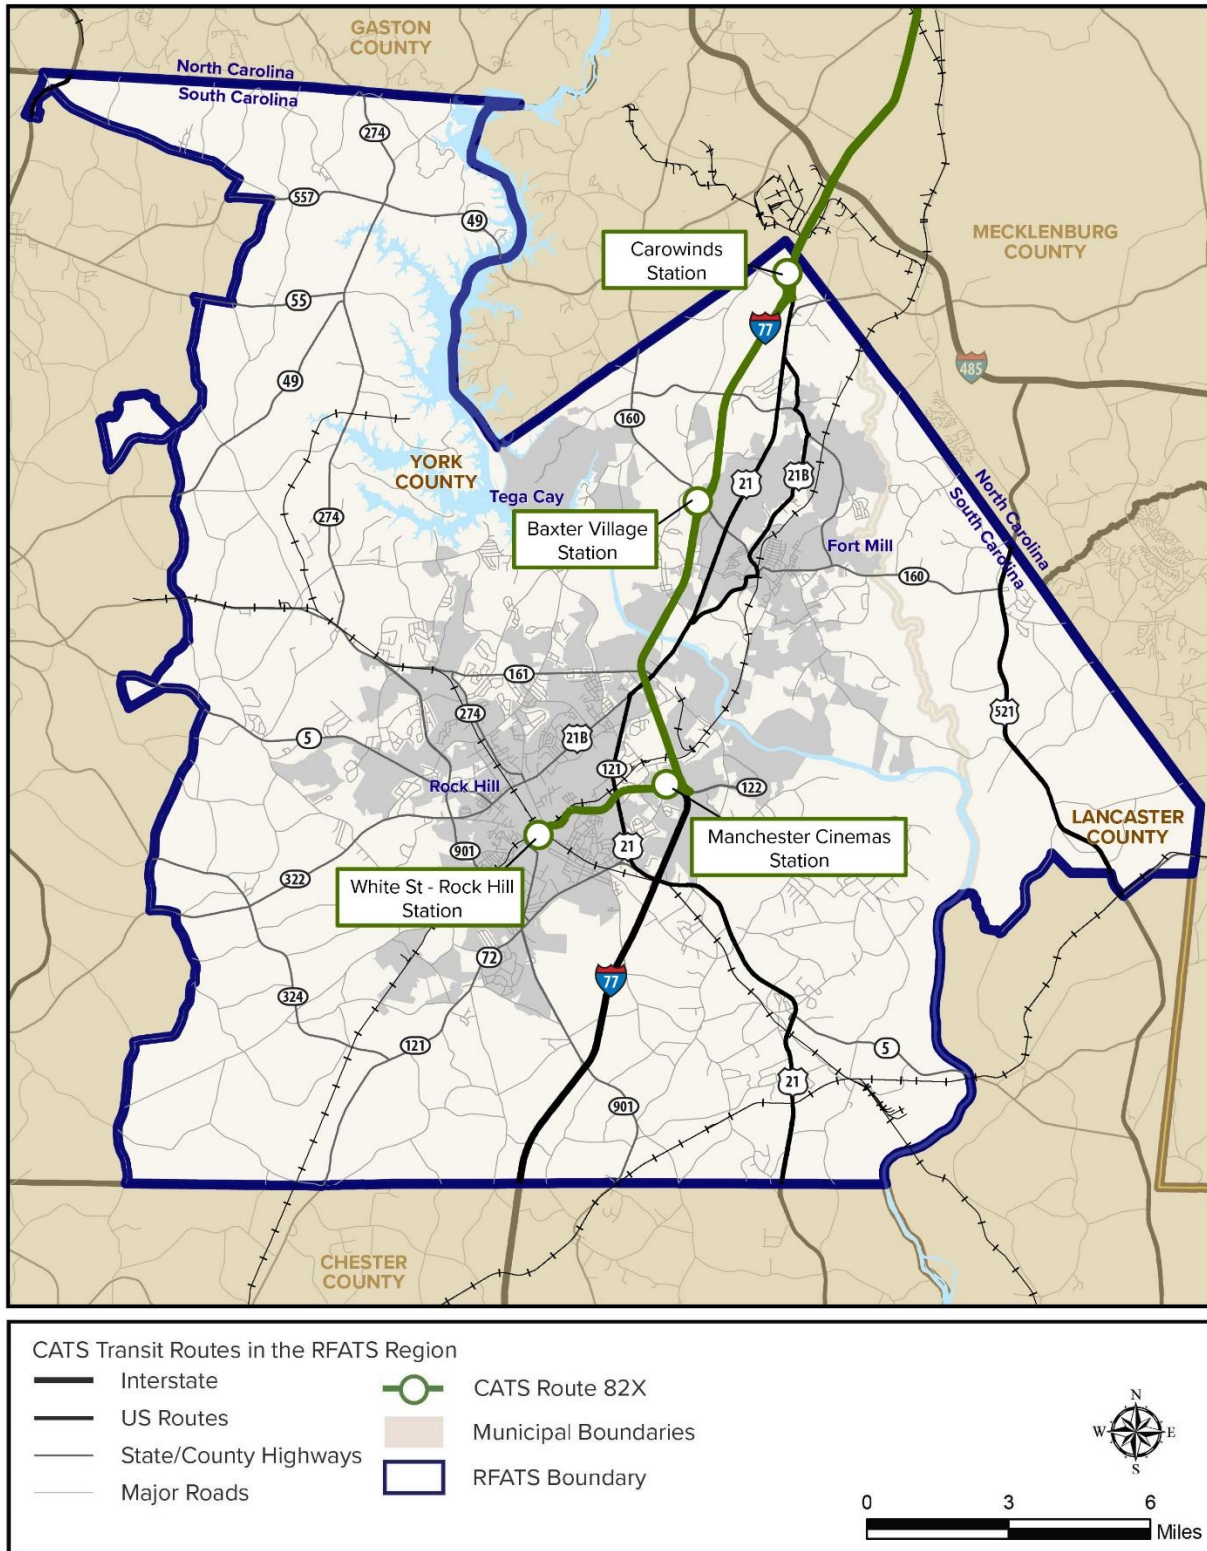 GASTON
COUNTY
North Carolina
South Carolina
274
557
49
Carowinds
Station
MECKLENBURG
COUNTY
55
77
485
49
160
YORK
COUNTY
21
21B
Tega Cay
North Carolina
South Carolina
274
Baxter Village
Station
Fort Mill
160
161
274
521
5
21B
121
Rock Hill
122
LANCASTER
COUNTY
901
21
Manchester Cinemas
Station
322
White St - Rock Hill
Station
72
77
324
121
5
21
901
CHESTER
COUNTY
CATS Transit Routes in the RFATS Region
Interstate
US Routes
State/County Highways
Major Roads
CATS Route 82X
Municipal Boundaries
RFATS Boundary
N
W
E
S
0 3 6
Miles